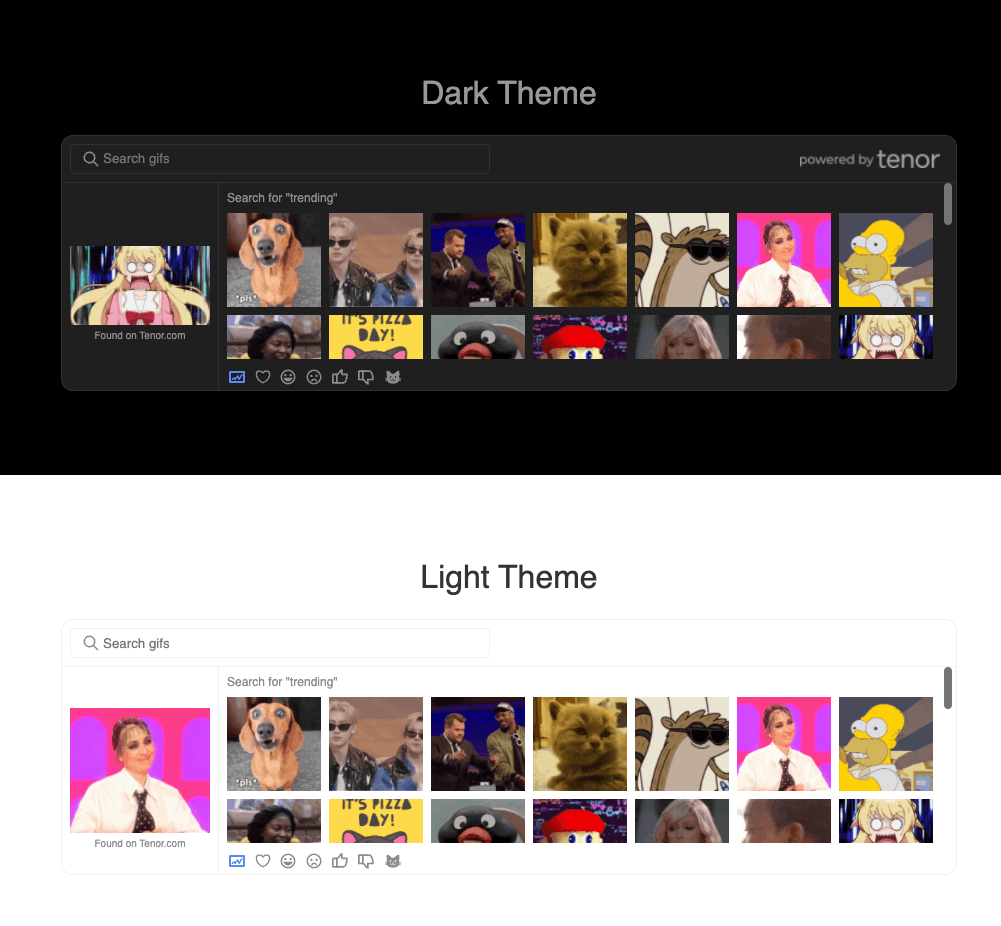 Dark Theme
Search gifs
powered by tenor
Search for "trending"
*pls*
IT'S PIZZA
DAY!
Found on Tenor.com
Light Theme
Search gifs
Search for "trending"
*pls*
IT'S PIZZA
DAY!
Found on Tenor.com